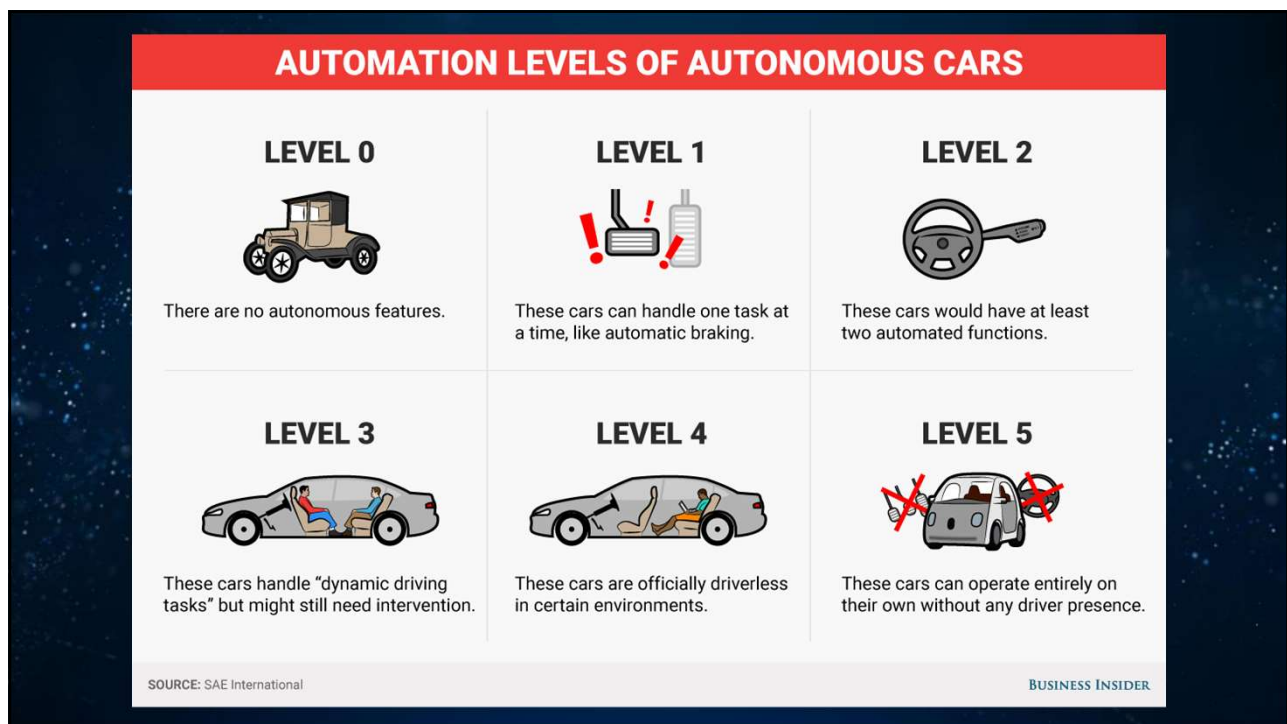 AUTOMATION LEVELS OF AUTONOMOUS CARS
LEVEL 0
There are no autonomous features.
LEVEL 1
These cars can handle one task at
a time, like automatic braking.
LEVEL 2
These cars would have at least
two automated functions.
LEVEL 3
These cars handle “dynamic driving
tasks” but might still need intervention.
LEVEL 4
These cars are officially driverless
in certain environments.
LEVEL 5
These cars can operate entirely on
their own without any driver presence.
SOURCE: SAE International
BUSINESS INSIDER